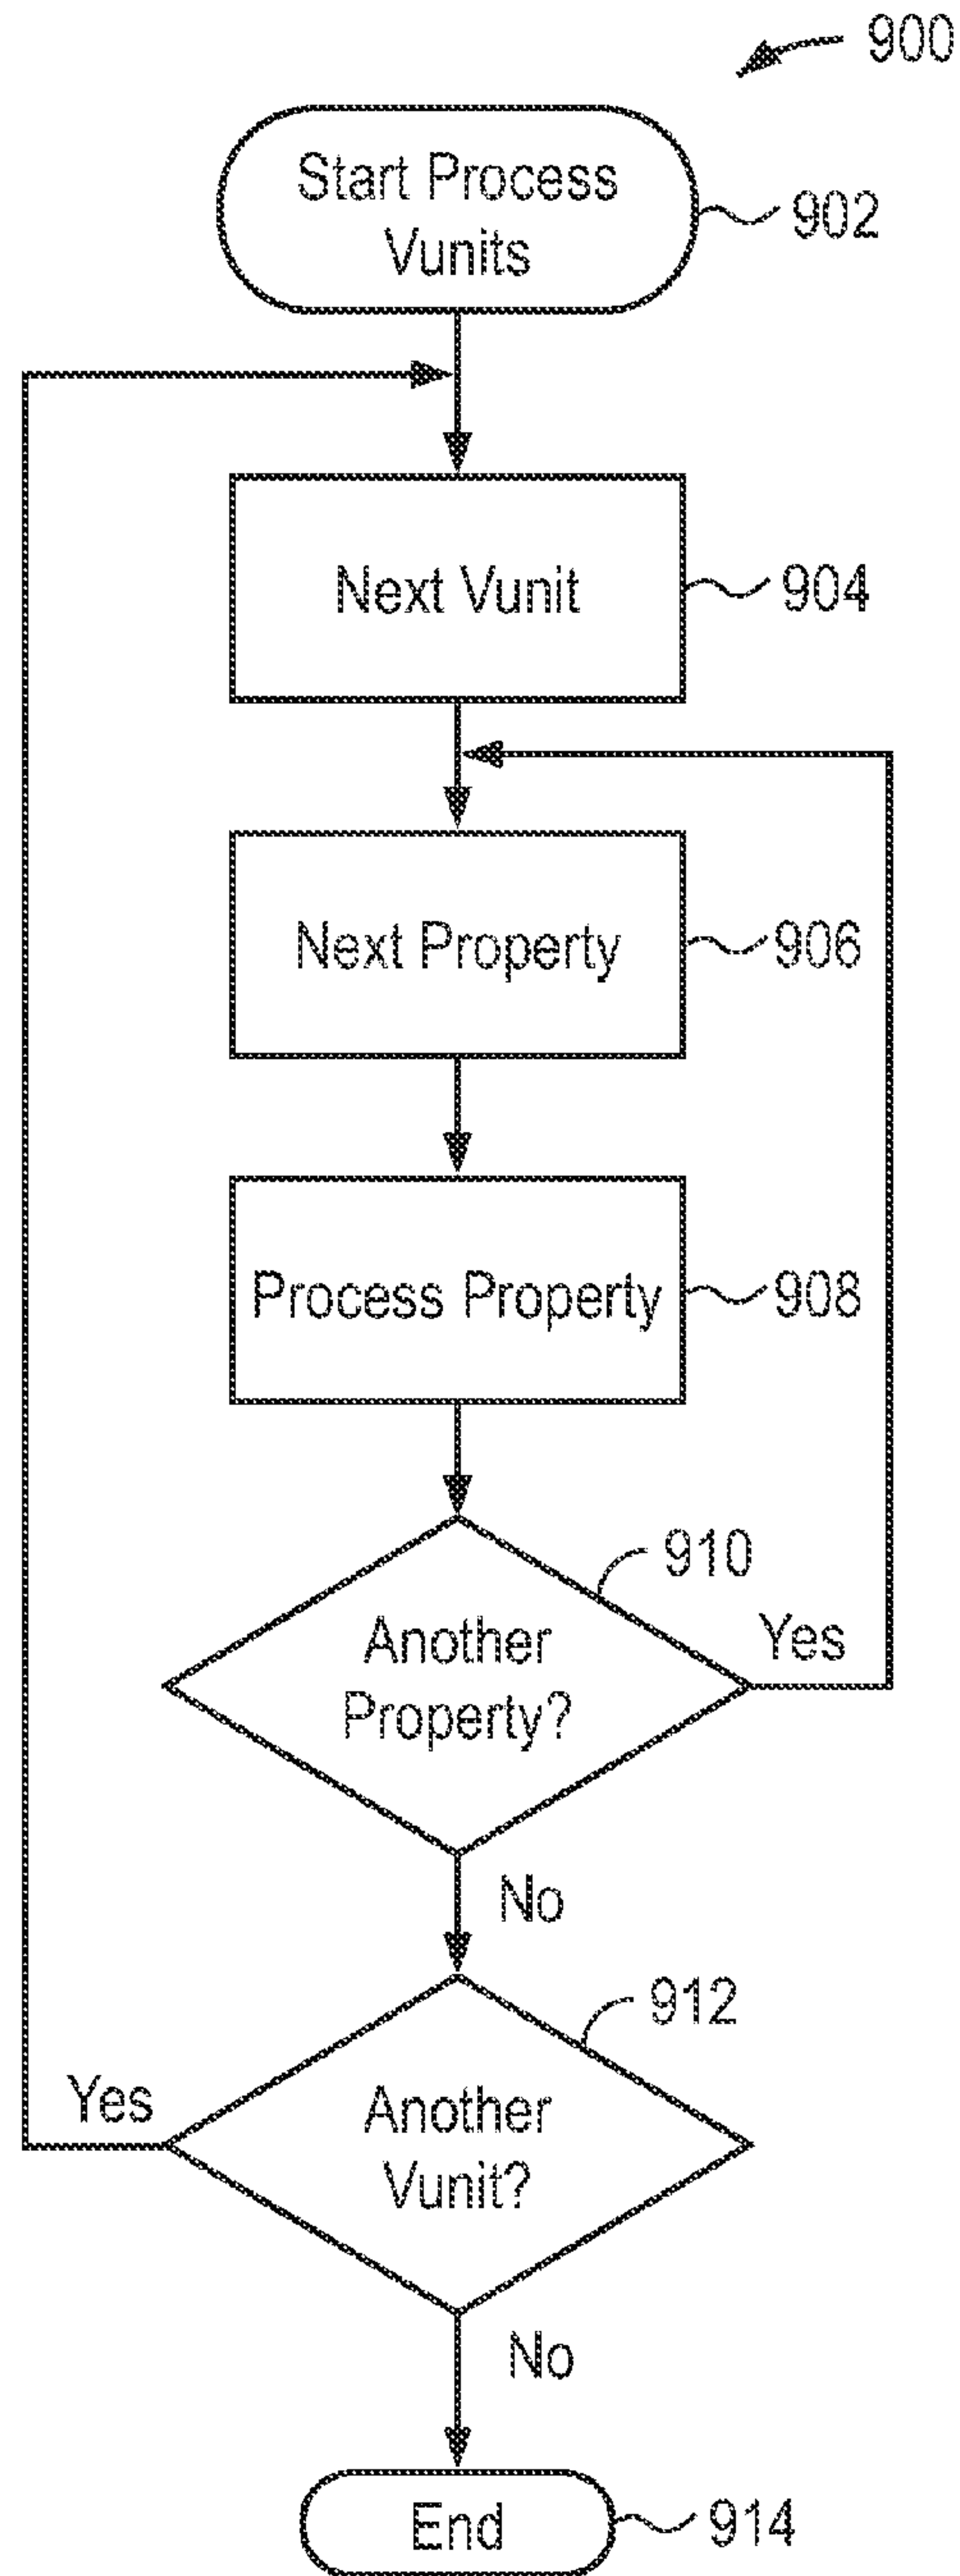 900
Start Process
Vunits
902
Next Vunit
904
Next Property
906
Process Property
908
910
Another
Property?
Yes
No
912
Yes
Another
Vunit?
No
End
914